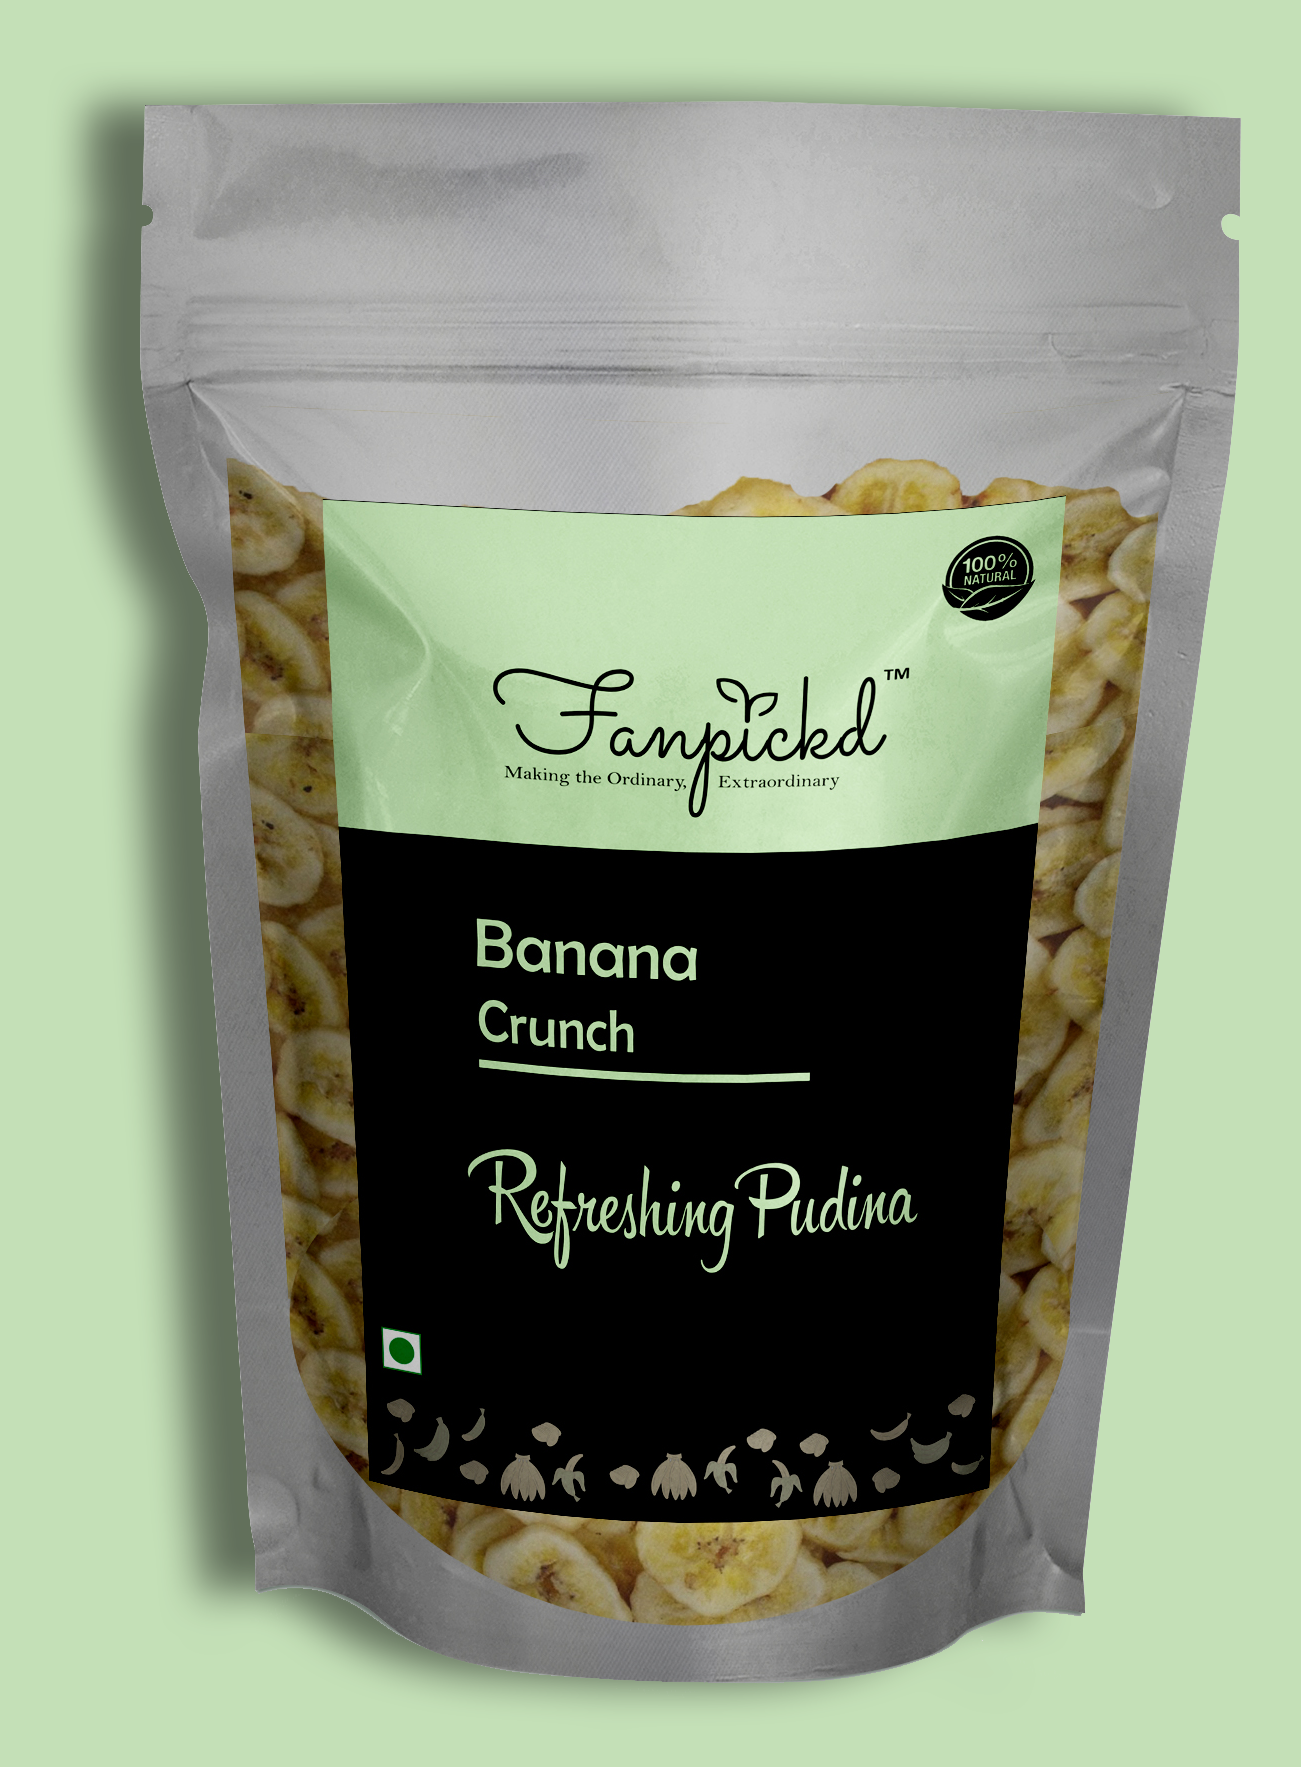 100%
NATURAL
Fanpickd™
Making the Ordinary, Extraordinary
Banana
Crunch
Refreshing Pudina